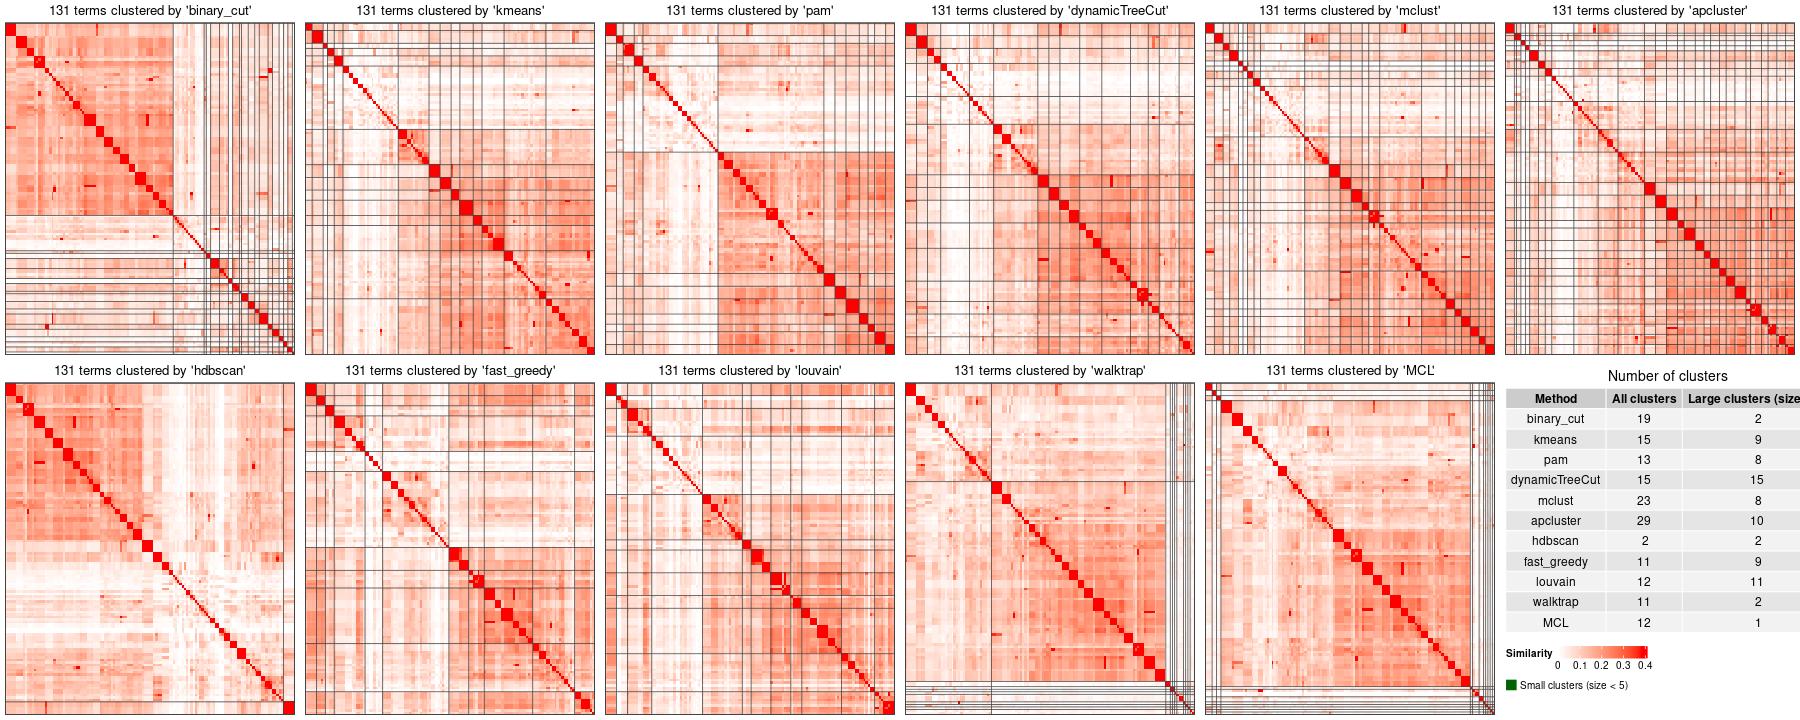 131 terms clustered by 'binary_cut'
131 terms clustered by 'kmeans'
131 terms clustered by 'pam'
131 terms clustered by 'dynamicTreeCut'
131 terms clustered by 'mclust'
131 terms clustered by 'apcluster'
131 terms clustered by 'hdbscan'
131 terms clustered by 'fast_greedy'
131 terms clustered by 'louvain'
131 terms clustered by 'walktrap'
131 terms clustered by 'MCL'
Number of clusters
Method All clusters Large clusters (size
binary_cut 19 2
kmeans 15 9
pam 13 8
dynamicTreeCut 15 15
mclust 23 8
apcluster 29 10
hdbscan 2 2
fast_greedy 11 9
louvain 12 11
walktrap 11 2
MCL 12 1
Similarity
0 0.1 0.2 0.3 0.4
Small clusters (size < 5)